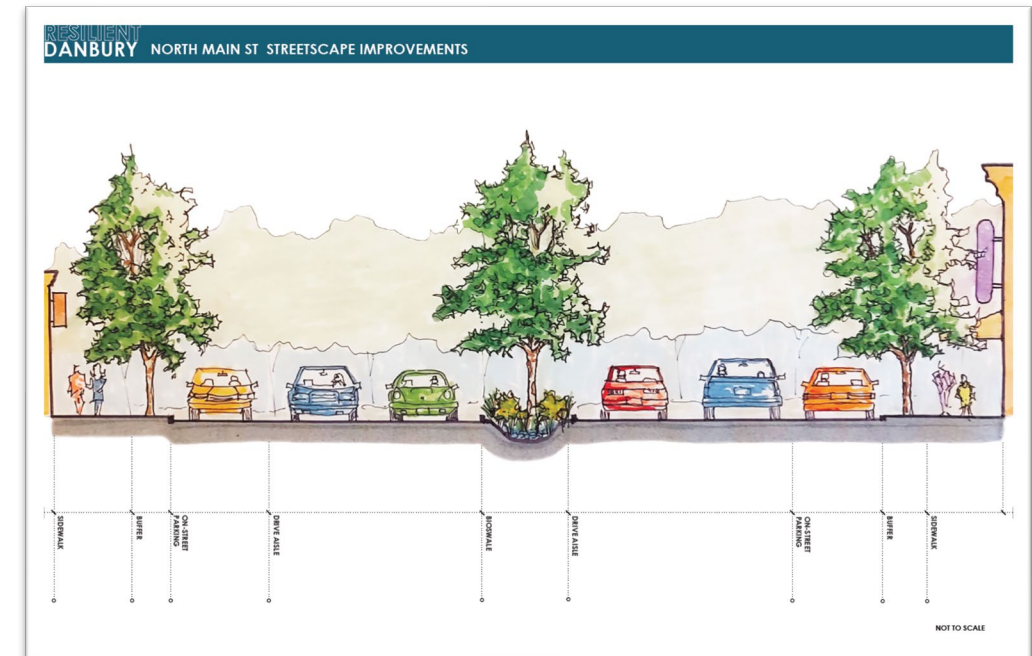 RESILIENT
DANBURY NORTH MAIN ST STREETSCAPE IMPROVEMENTS
SIDEWALK
BUFFER
ON-STREET
PARKING
DRIVE AISLE
BIOSWALE
DRIVE AISLE
ON-STREET
PARKING
BUFFER
SIDEWALK
NOT TO SCALE